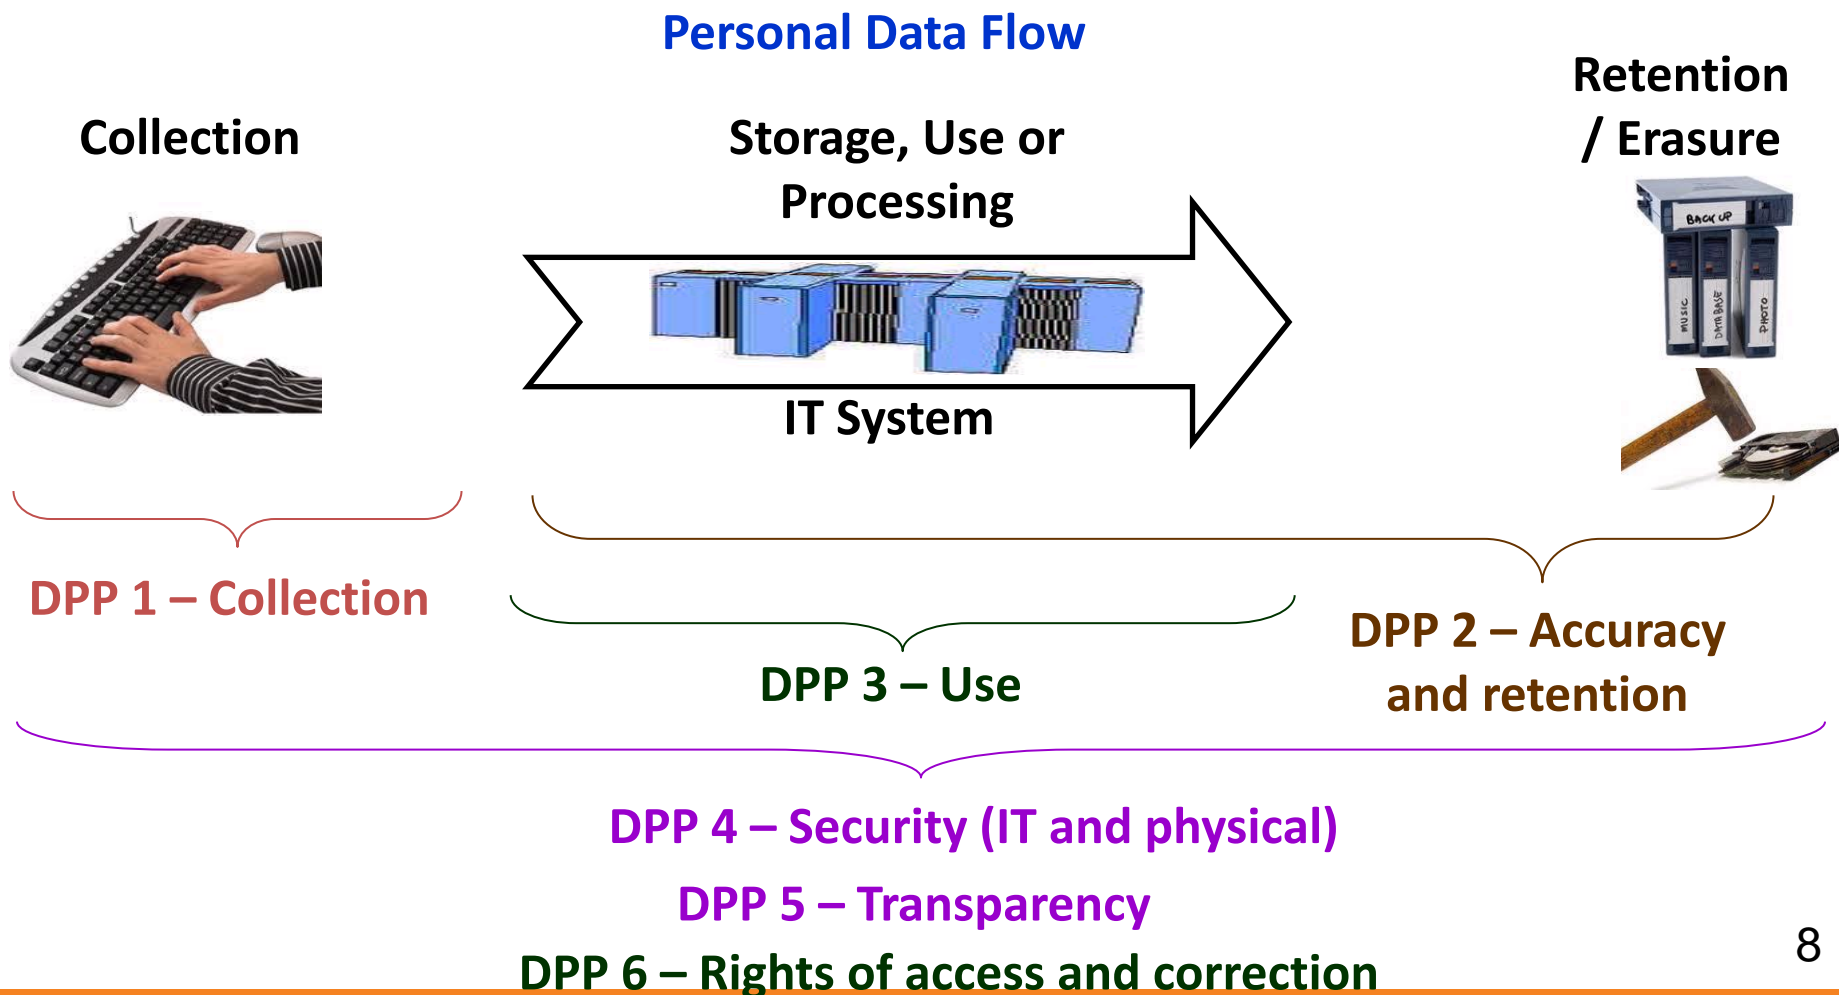 Personal Data Flow
Collection
Storage, Use or
Processing
Retention
/ Erasure
BACK UP
MUSIC
DATA BASE
PHOTO
IT System
DPP 1 – Collection
DPP 2 – Accuracy
and retention
DPP 3 – Use
DPP 4 – Security (IT and physical)
DPP 5 – Transparency
DPP 6 – Rights of access and correction
8